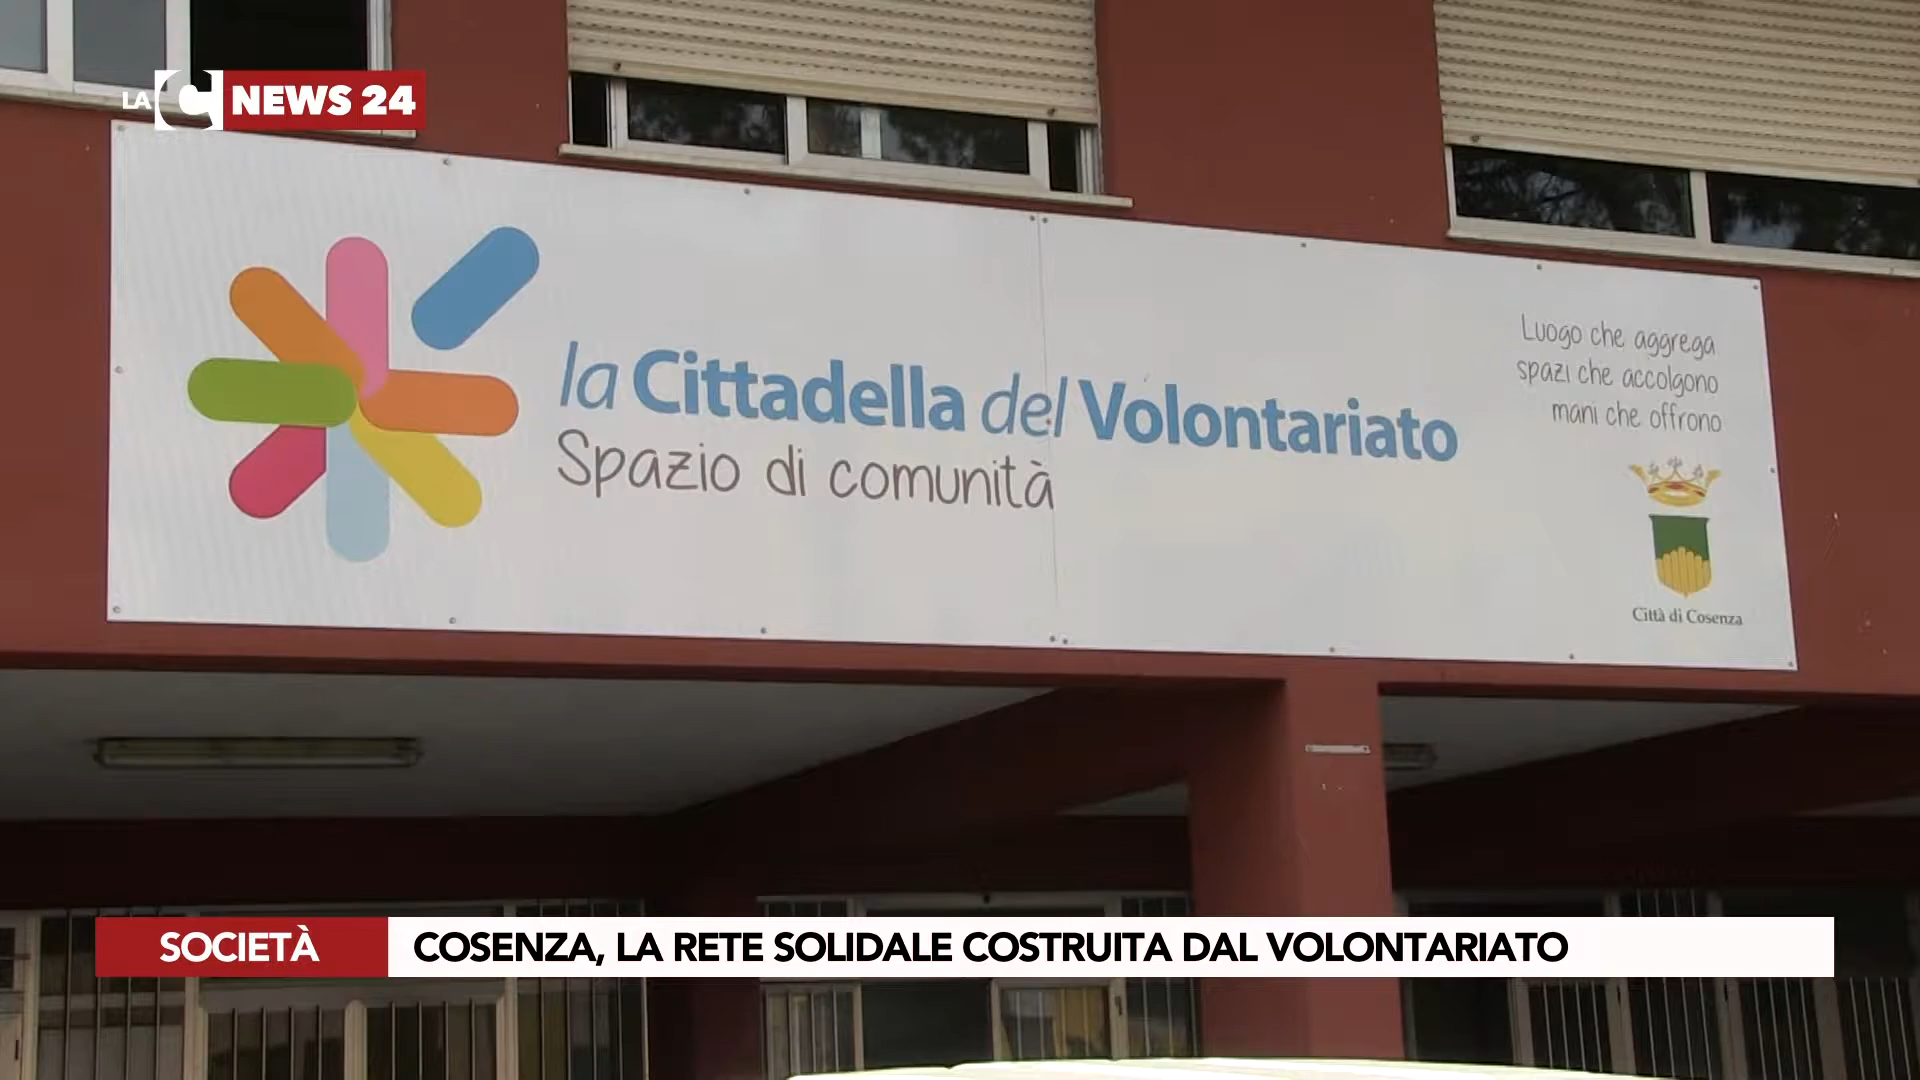 LA C NEWS 24
la Cittadella del Volontariato
Spazio di comunità
Luogo che aggrega
spazi che accolgono
mani che offrono
Città di Cosenza
SOCIETÀ
COSENZA, LA RETE SOLIDALE COSTRUITA DAL VOLONTARIATO